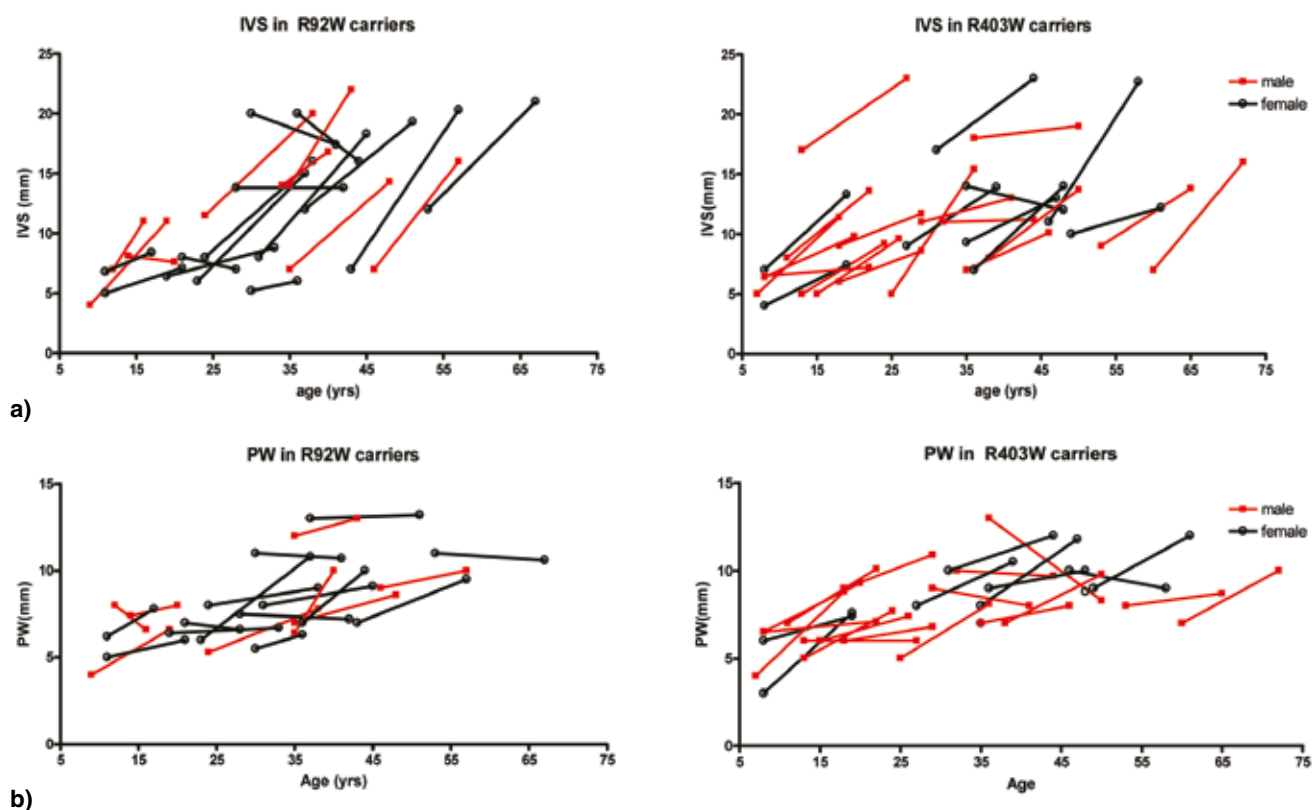 IVS in R92W carriers
IVS (mm)
25
20
15
10
5
0
5 15 25 35 45 55 65 75
age (yrs)
IVS in R403W carriers
male
female
IVS(mm)
25
20
15
10
5
0
5 15 25 35 45 55 65 75
age (yrs)
a)
PW in R92W carriers
PW(mm)
15
10
5
0
5 15 25 35 45 55 65 75
Age (yrs)
PW in R403W carriers
male
female
PW(mm)
15
10
5
0
5 15 25 35 45 55 65 75
Age
b)